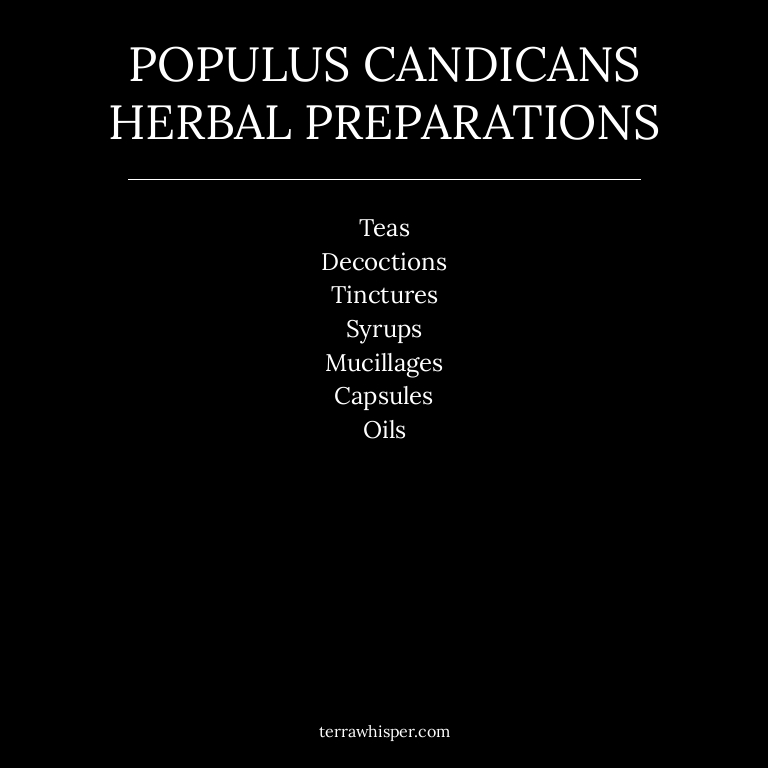 POPULUS CANDICANS
HERBAL PREPARATIONS
Teas
Decoctions
Tinctures
Syrups
Mucillages
Capsules
Oils
terrawhisper.com